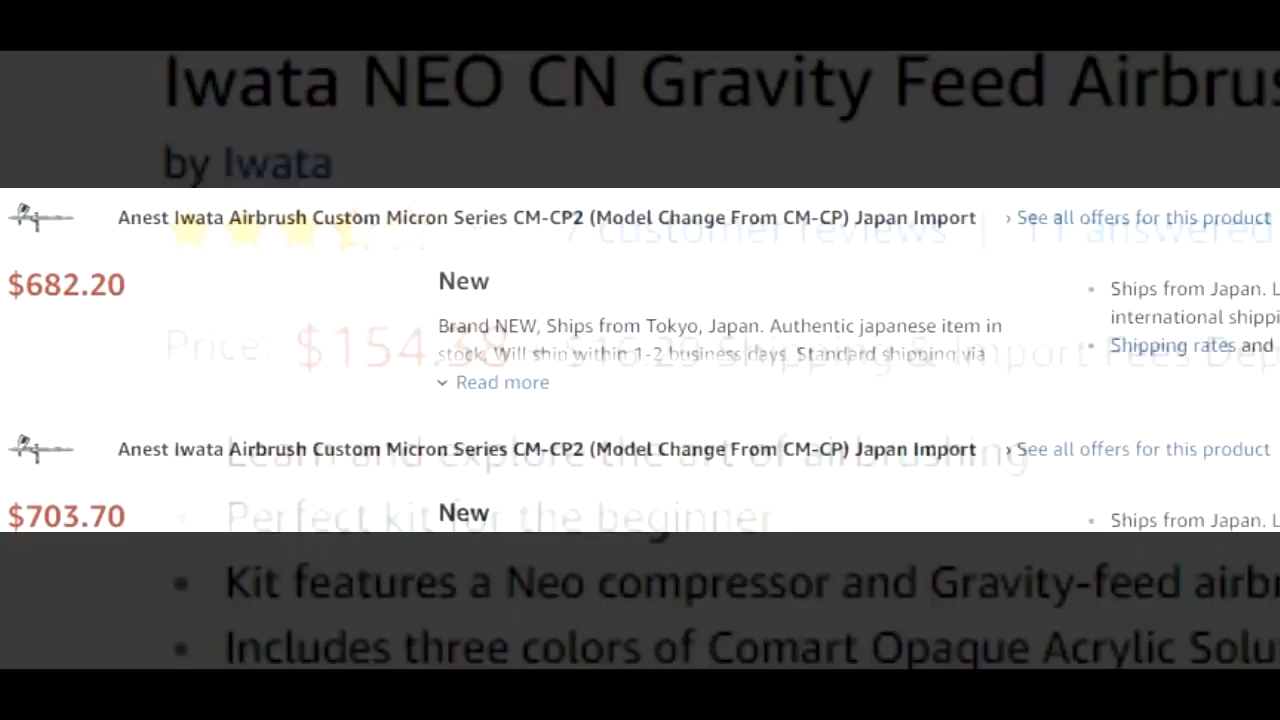 Iwata NEO CN Gravity Feed Airbrus
by Iwata
Anest Iwata Airbrush Custom Micron Series CM-CP2 (Model Change From CM-CP) Japan Import
› See all offers for this product
7 customer reviews | 11 answered
$682.20
New
Ships from Japan. L
international shippi
Shipping rates and
Brand NEW, Ships from Tokyo, Japan. Authentic japanese item in
stock. Will ship within 1-2 business days. Standard shipping via
Read more
Price: $154.38 + $16.29 Shipping & Import Fees Dep
Anest Iwata Airbrush Custom Micron Series CM-CP2 (Model Change From CM-CP) Japan Import
› See all offers for this product
Learn and explore the art of airbrushing
$703.70
New
Ships from Japan. L
Perfect kit for the beginner
Kit features a Neo compressor and Gravity-feed airb
Includes three colors of Comart Opaque Acrylic Solu